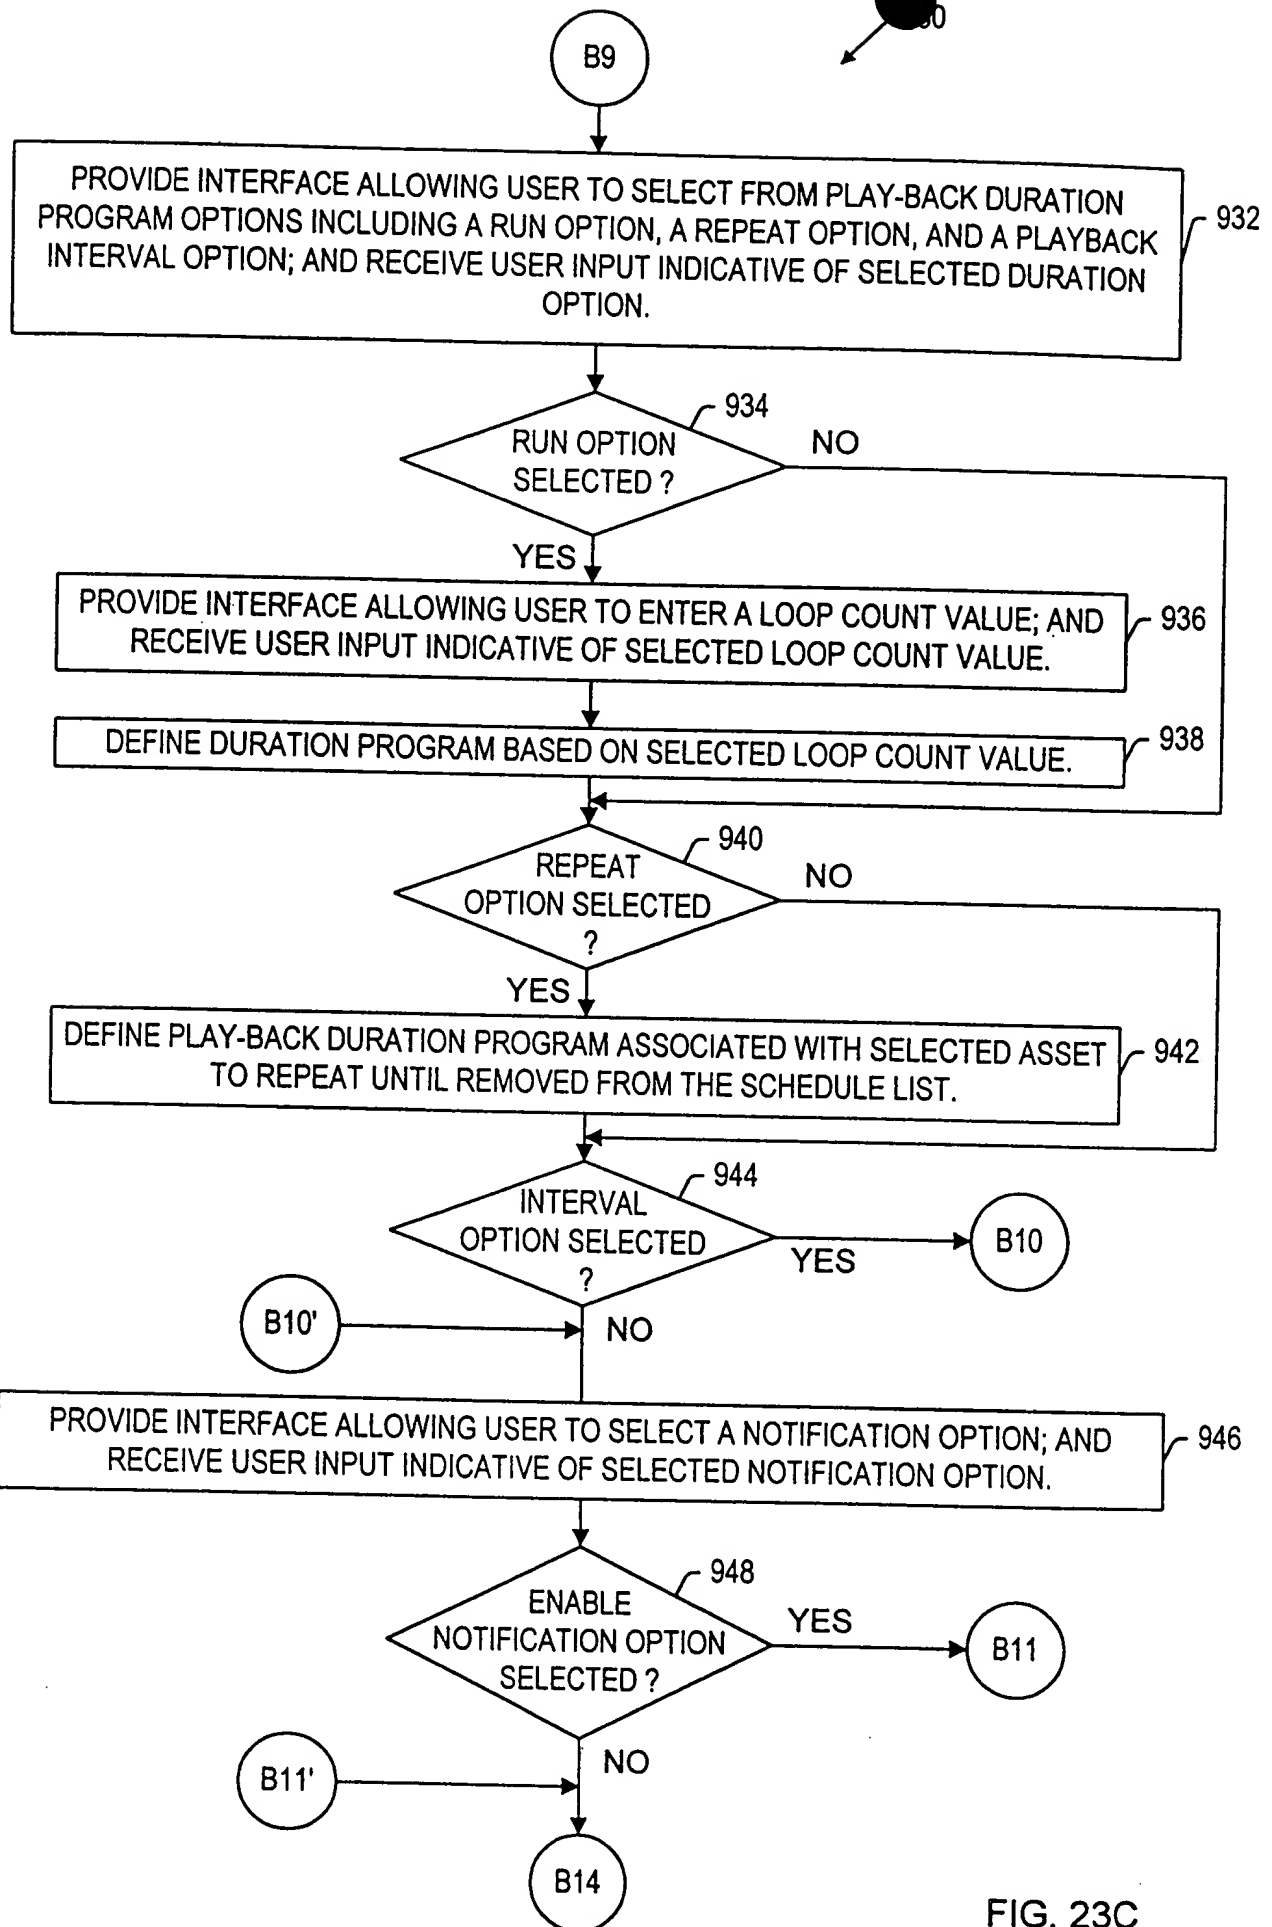 B9
PROVIDE INTERFACE ALLOWING USER TO SELECT FROM PLAY-BACK DURATION
PROGRAM OPTIONS INCLUDING A RUN OPTION, A REPEAT OPTION, AND A PLAYBACK
INTERVAL OPTION; AND RECEIVE USER INPUT INDICATIVE OF SELECTED DURATION
OPTION.
932
934
RUN OPTION
SELECTED ?
NO
YES
PROVIDE INTERFACE ALLOWING USER TO ENTER A LOOP COUNT VALUE; AND
RECEIVE USER INPUT INDICATIVE OF SELECTED LOOP COUNT VALUE.
936
DEFINE DURATION PROGRAM BASED ON SELECTED LOOP COUNT VALUE.
938
940
REPEAT
OPTION SELECTED
?
NO
YES
DEFINE PLAY-BACK DURATION PROGRAM ASSOCIATED WITH SELECTED ASSET
TO REPEAT UNTIL REMOVED FROM THE SCHEDULE LIST.
942
944
INTERVAL
OPTION SELECTED
?
YES
B10
B10'
NO
PROVIDE INTERFACE ALLOWING USER TO SELECT A NOTIFICATION OPTION; AND
RECEIVE USER INPUT INDICATIVE OF SELECTED NOTIFICATION OPTION.
946
948
ENABLE
NOTIFICATION OPTION
SELECTED ?
YES
B11
B11'
NO
B14
FIG. 23C